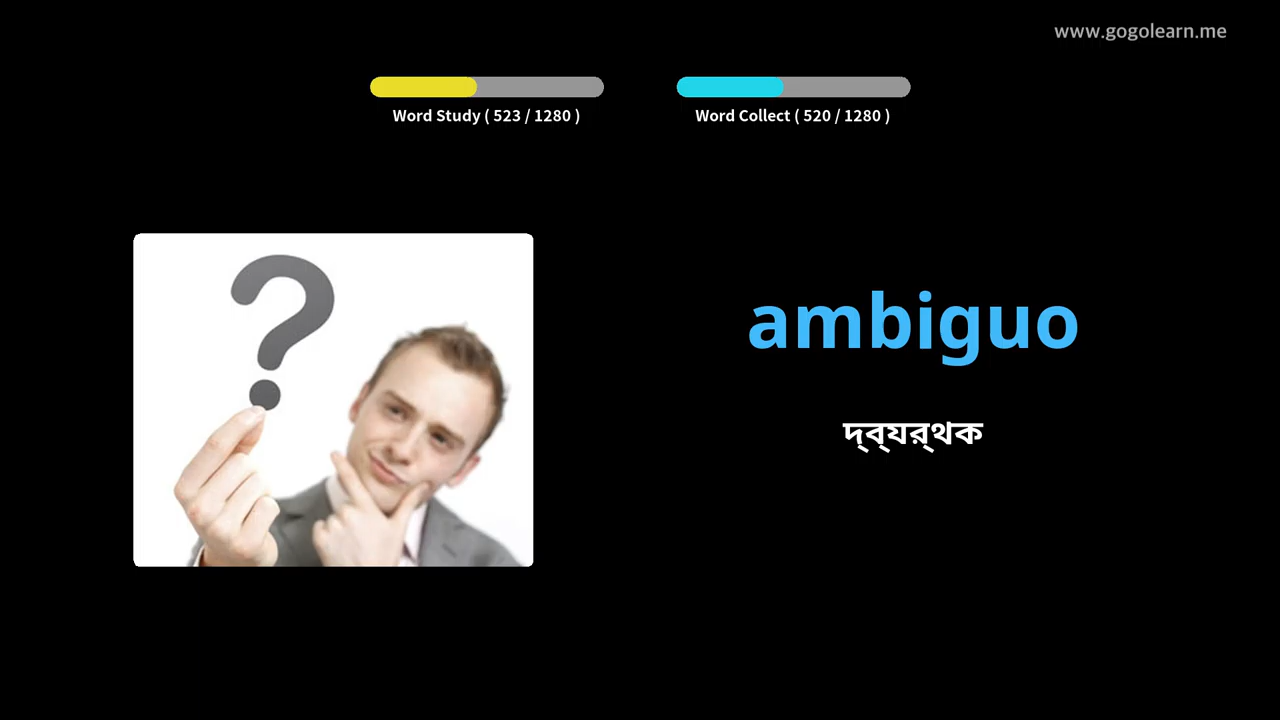 www.gogolearn.me
Word Study ( 523 / 1280 )
Word Collect ( 520 / 1280 )
?
ambiguo
দ্ব্যর্থক